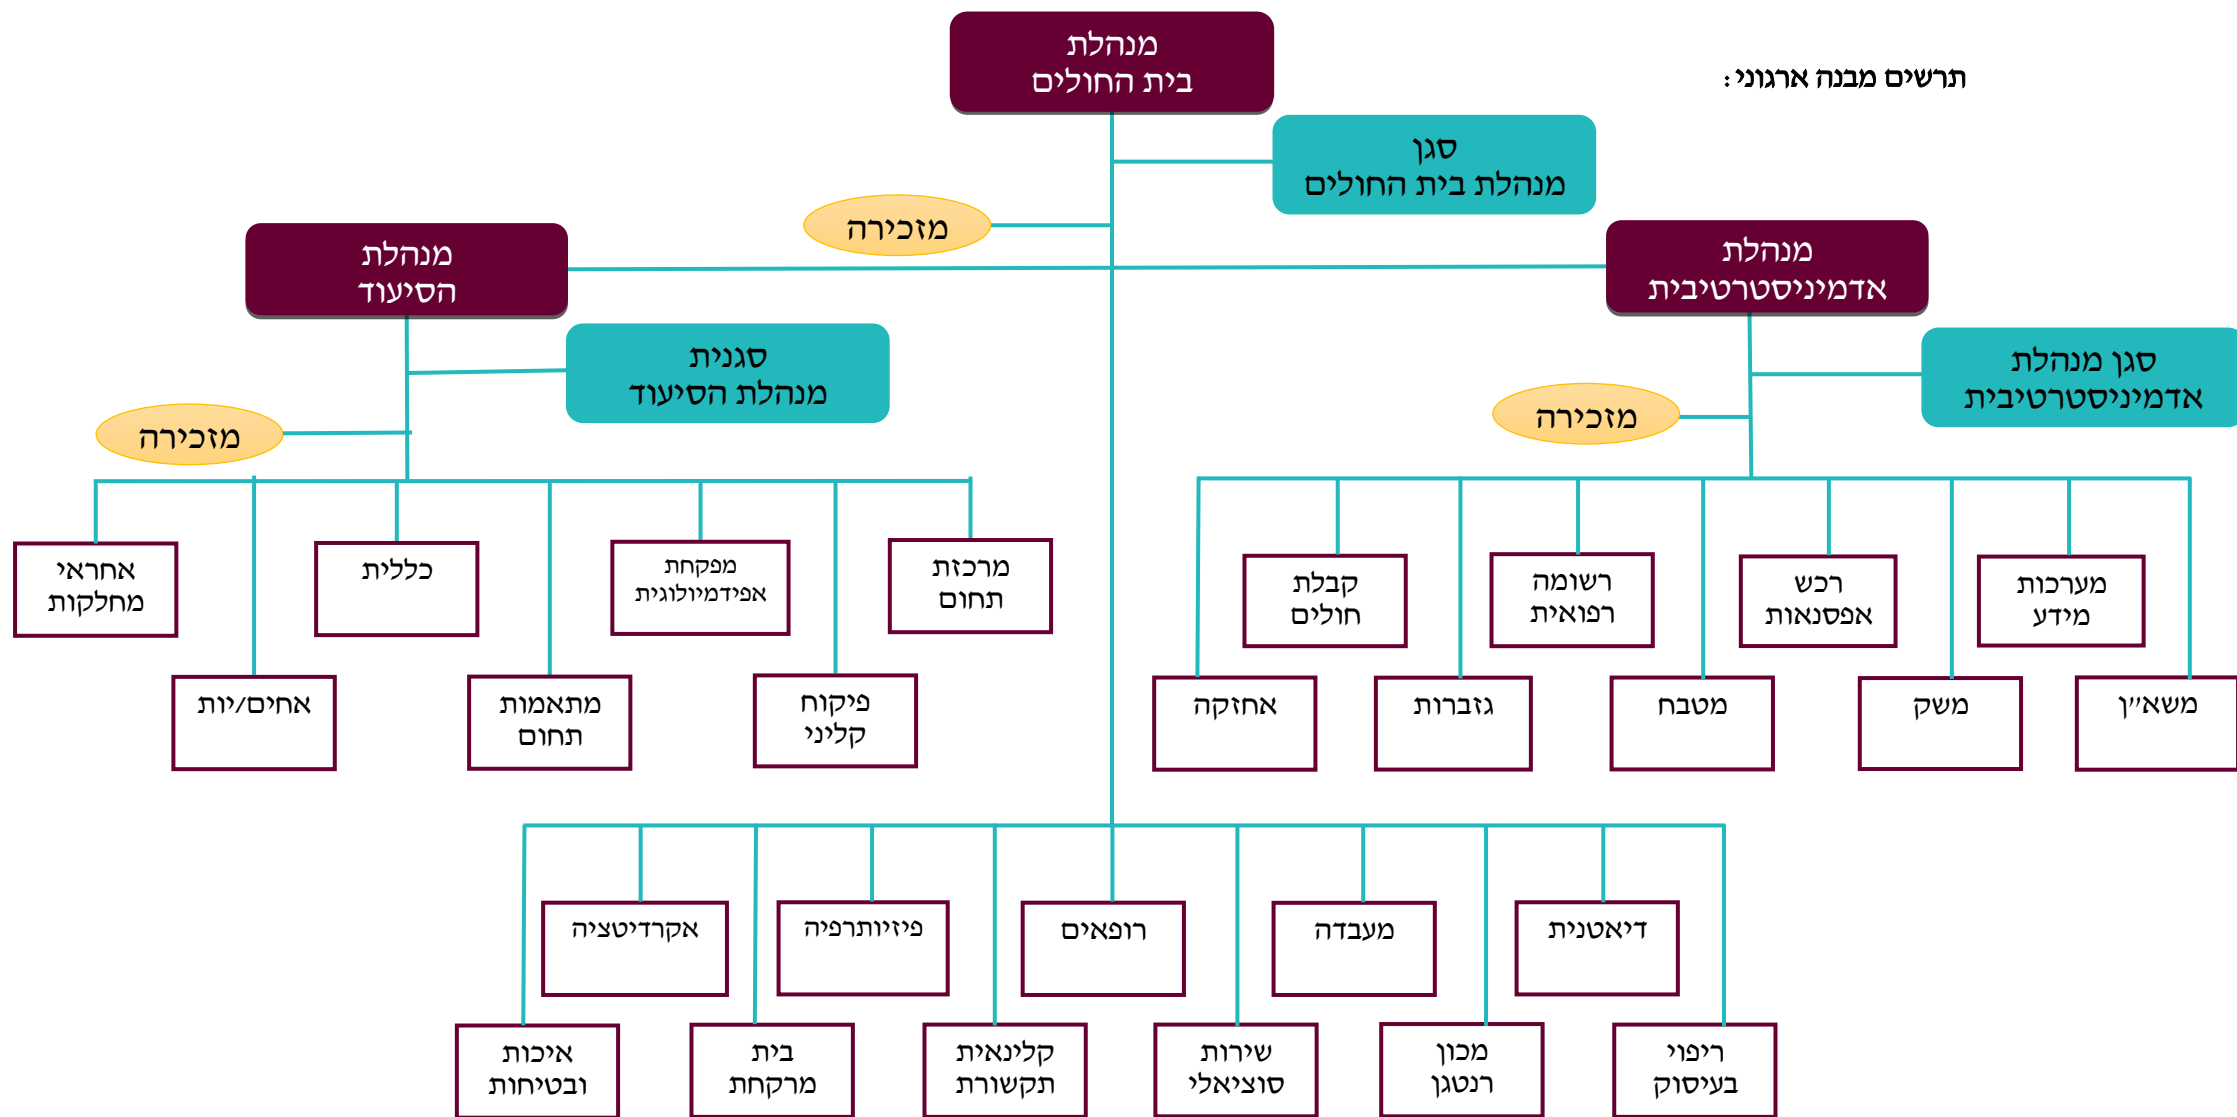 תרשים מבנה ארגוני:
מנהלת
בית החולים
סגן
מנהלת בית החולים
מזכירה
מנהלת
אדמיניסטרטיבית
מנהלת
הסיעוד
סגן מנהלת
אדמיניסטרטיבית
מזכירה
סגנית
מנהלת הסיעוד
מזכירה
מערכות
מידע
רכש
אפסנאות
רשומה
רפואית
קבלת
חולים
משא״ן
משק
מטבח
גזברות
אחזקה
מרכזת
תחום
מפקחת
אפידמיולוגית
כללית
אחראי
מחלקות
פיקוח
קליני
מתאמות
תחום
אחים/יות
דיאטנית
מעבדה
רופאים
פיזיותרפיה
אקרדיטציה
ריפוי
בעיסוק
מכון
רנטגן
שירות
סוציאלי
קלינאית
תקשורת
בית
מרקחת
איכות
ובטיחות